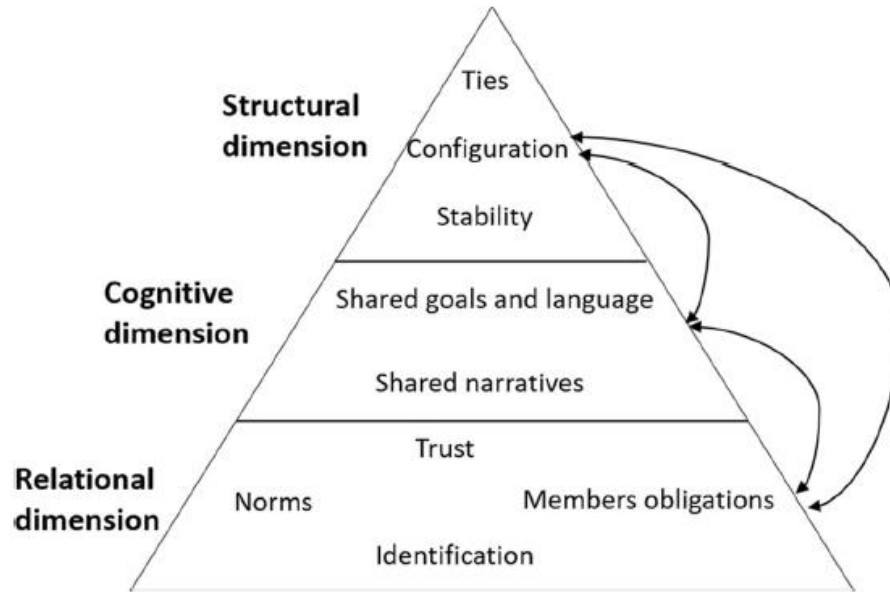 Ties
Structural
dimension
Configuration
Stability
Cognitive
dimension
Shared goals and language
Shared narratives
Relational
dimension
Trust
Norms
Members obligations
Identification